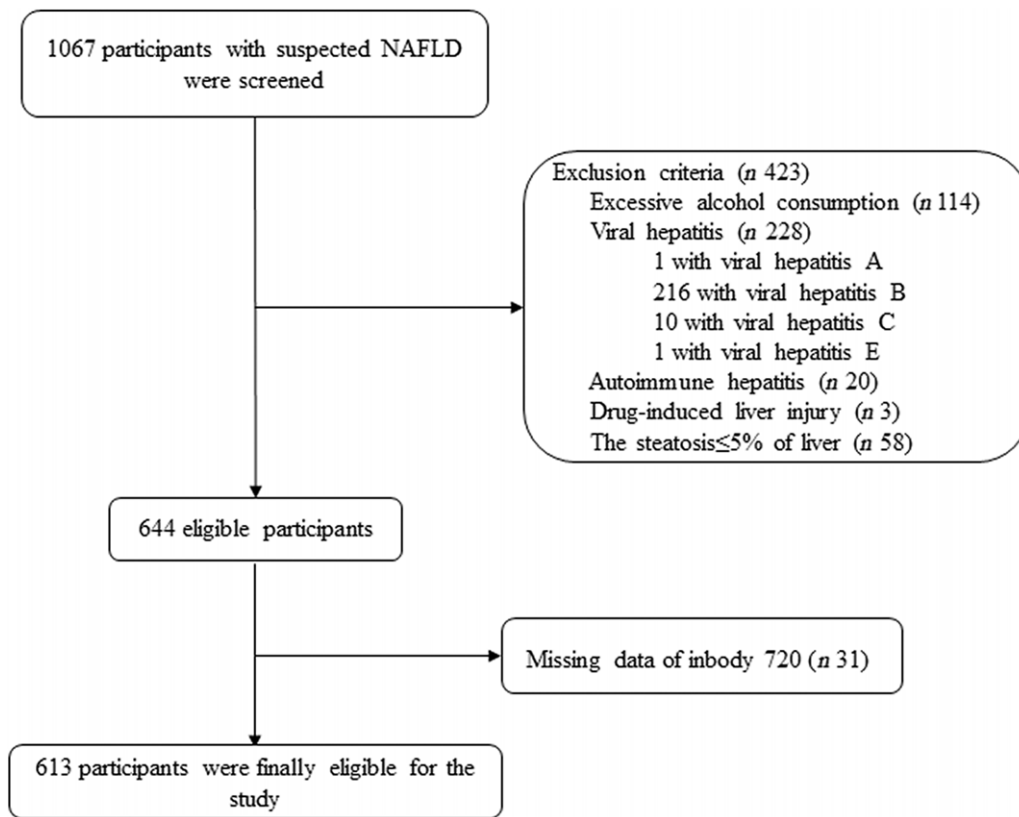 1067 participants with suspected NAFLD
were screened
Exclusion criteria (n 423)
Excessive alcohol consumption (n 114)
Viral hepatitis (n 228)
1 with viral hepatitis A
216 with viral hepatitis B
10 with viral hepatitis C
1 with viral hepatitis E
Autoimmune hepatitis (n 20)
Drug-induced liver injury (n 3)
The steatosis≤5% of liver (n 58)
644 eligible participants
Missing data of inbody 720 (n 31)
613 participants were finally eligible for the
study